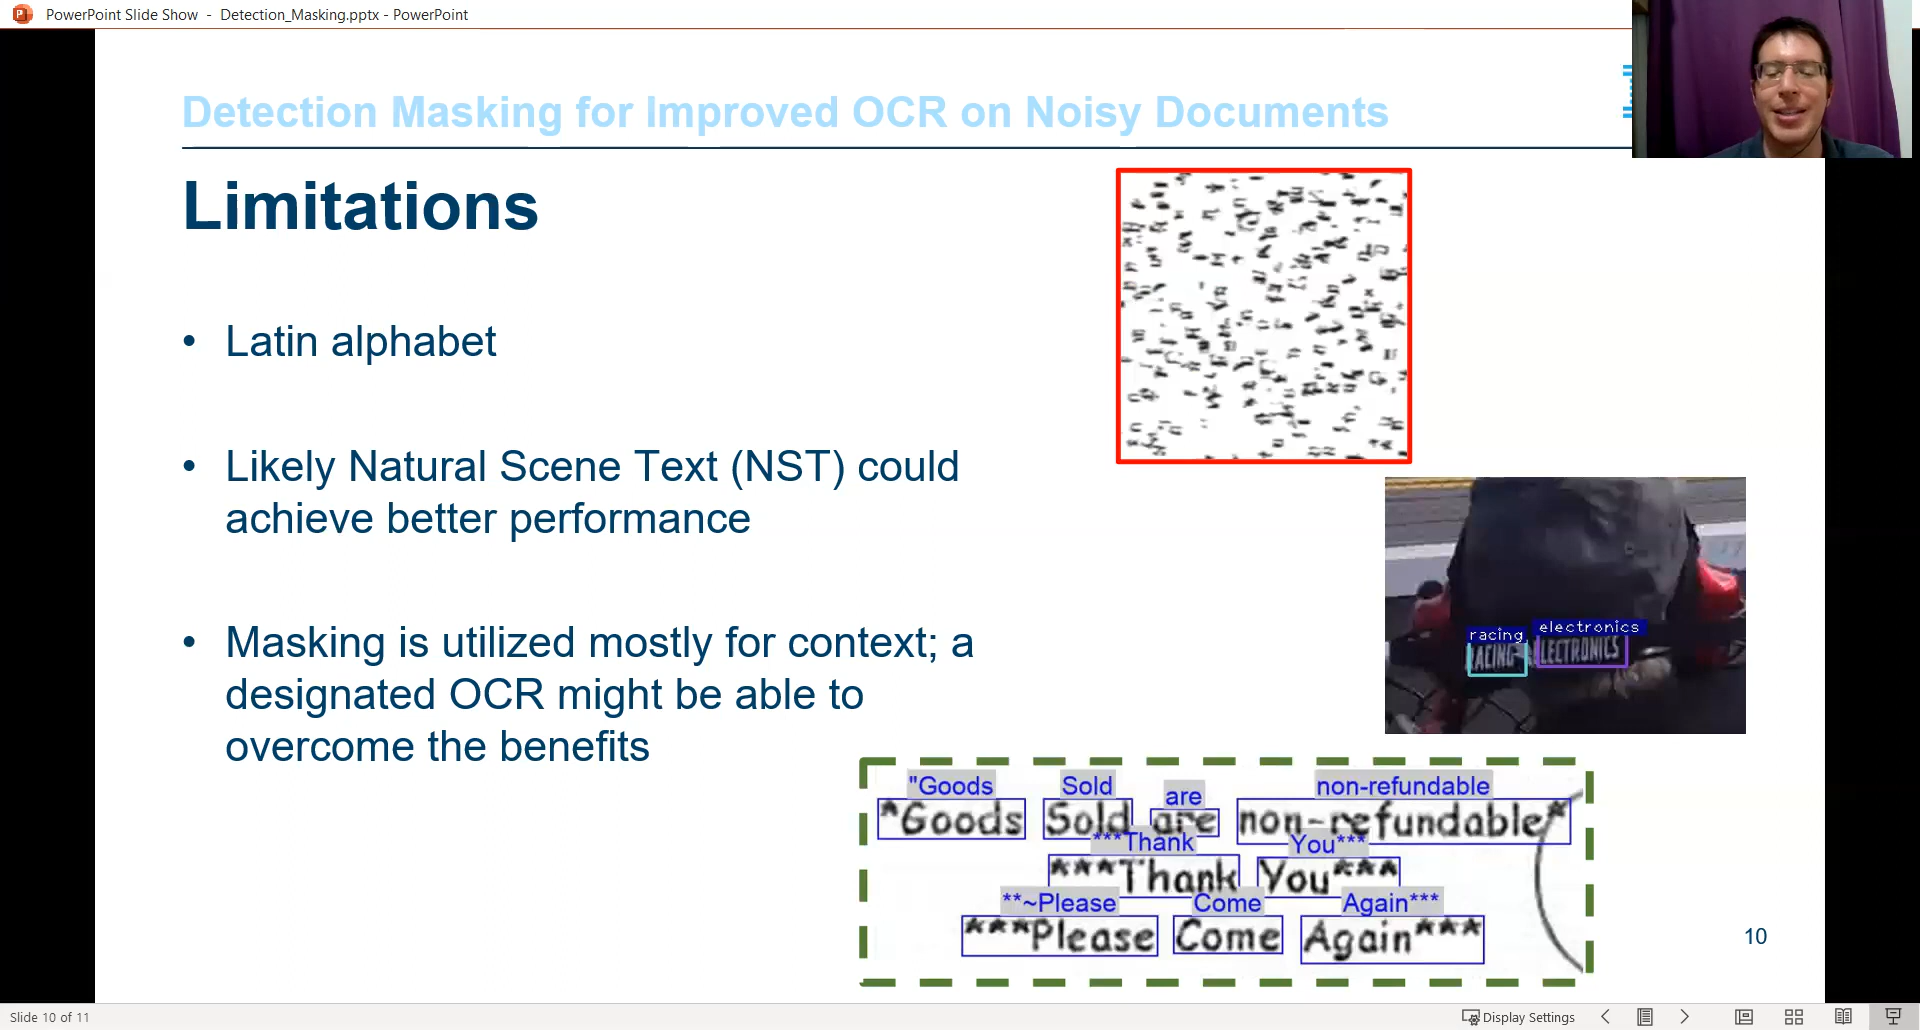 PowerPoint Slide Show - Detection_Masking.pptx - PowerPoint
Detection Masking for Improved OCR on Noisy Documents
Limitations
• Latin alphabet
• Likely Natural Scene Text (NST) could
achieve better performance
• Masking is utilized mostly for context; a
designated OCR might be able to
overcome the benefits
racing electronics
ACING LECTRONICS
"Goods Sold are non-refundable
*Goods Sold are non-refundable*
***Thank You***
***Thank You***
**~Please Come Again***
***Please Come Again***
10
Slide 10 of 11
Display Settings